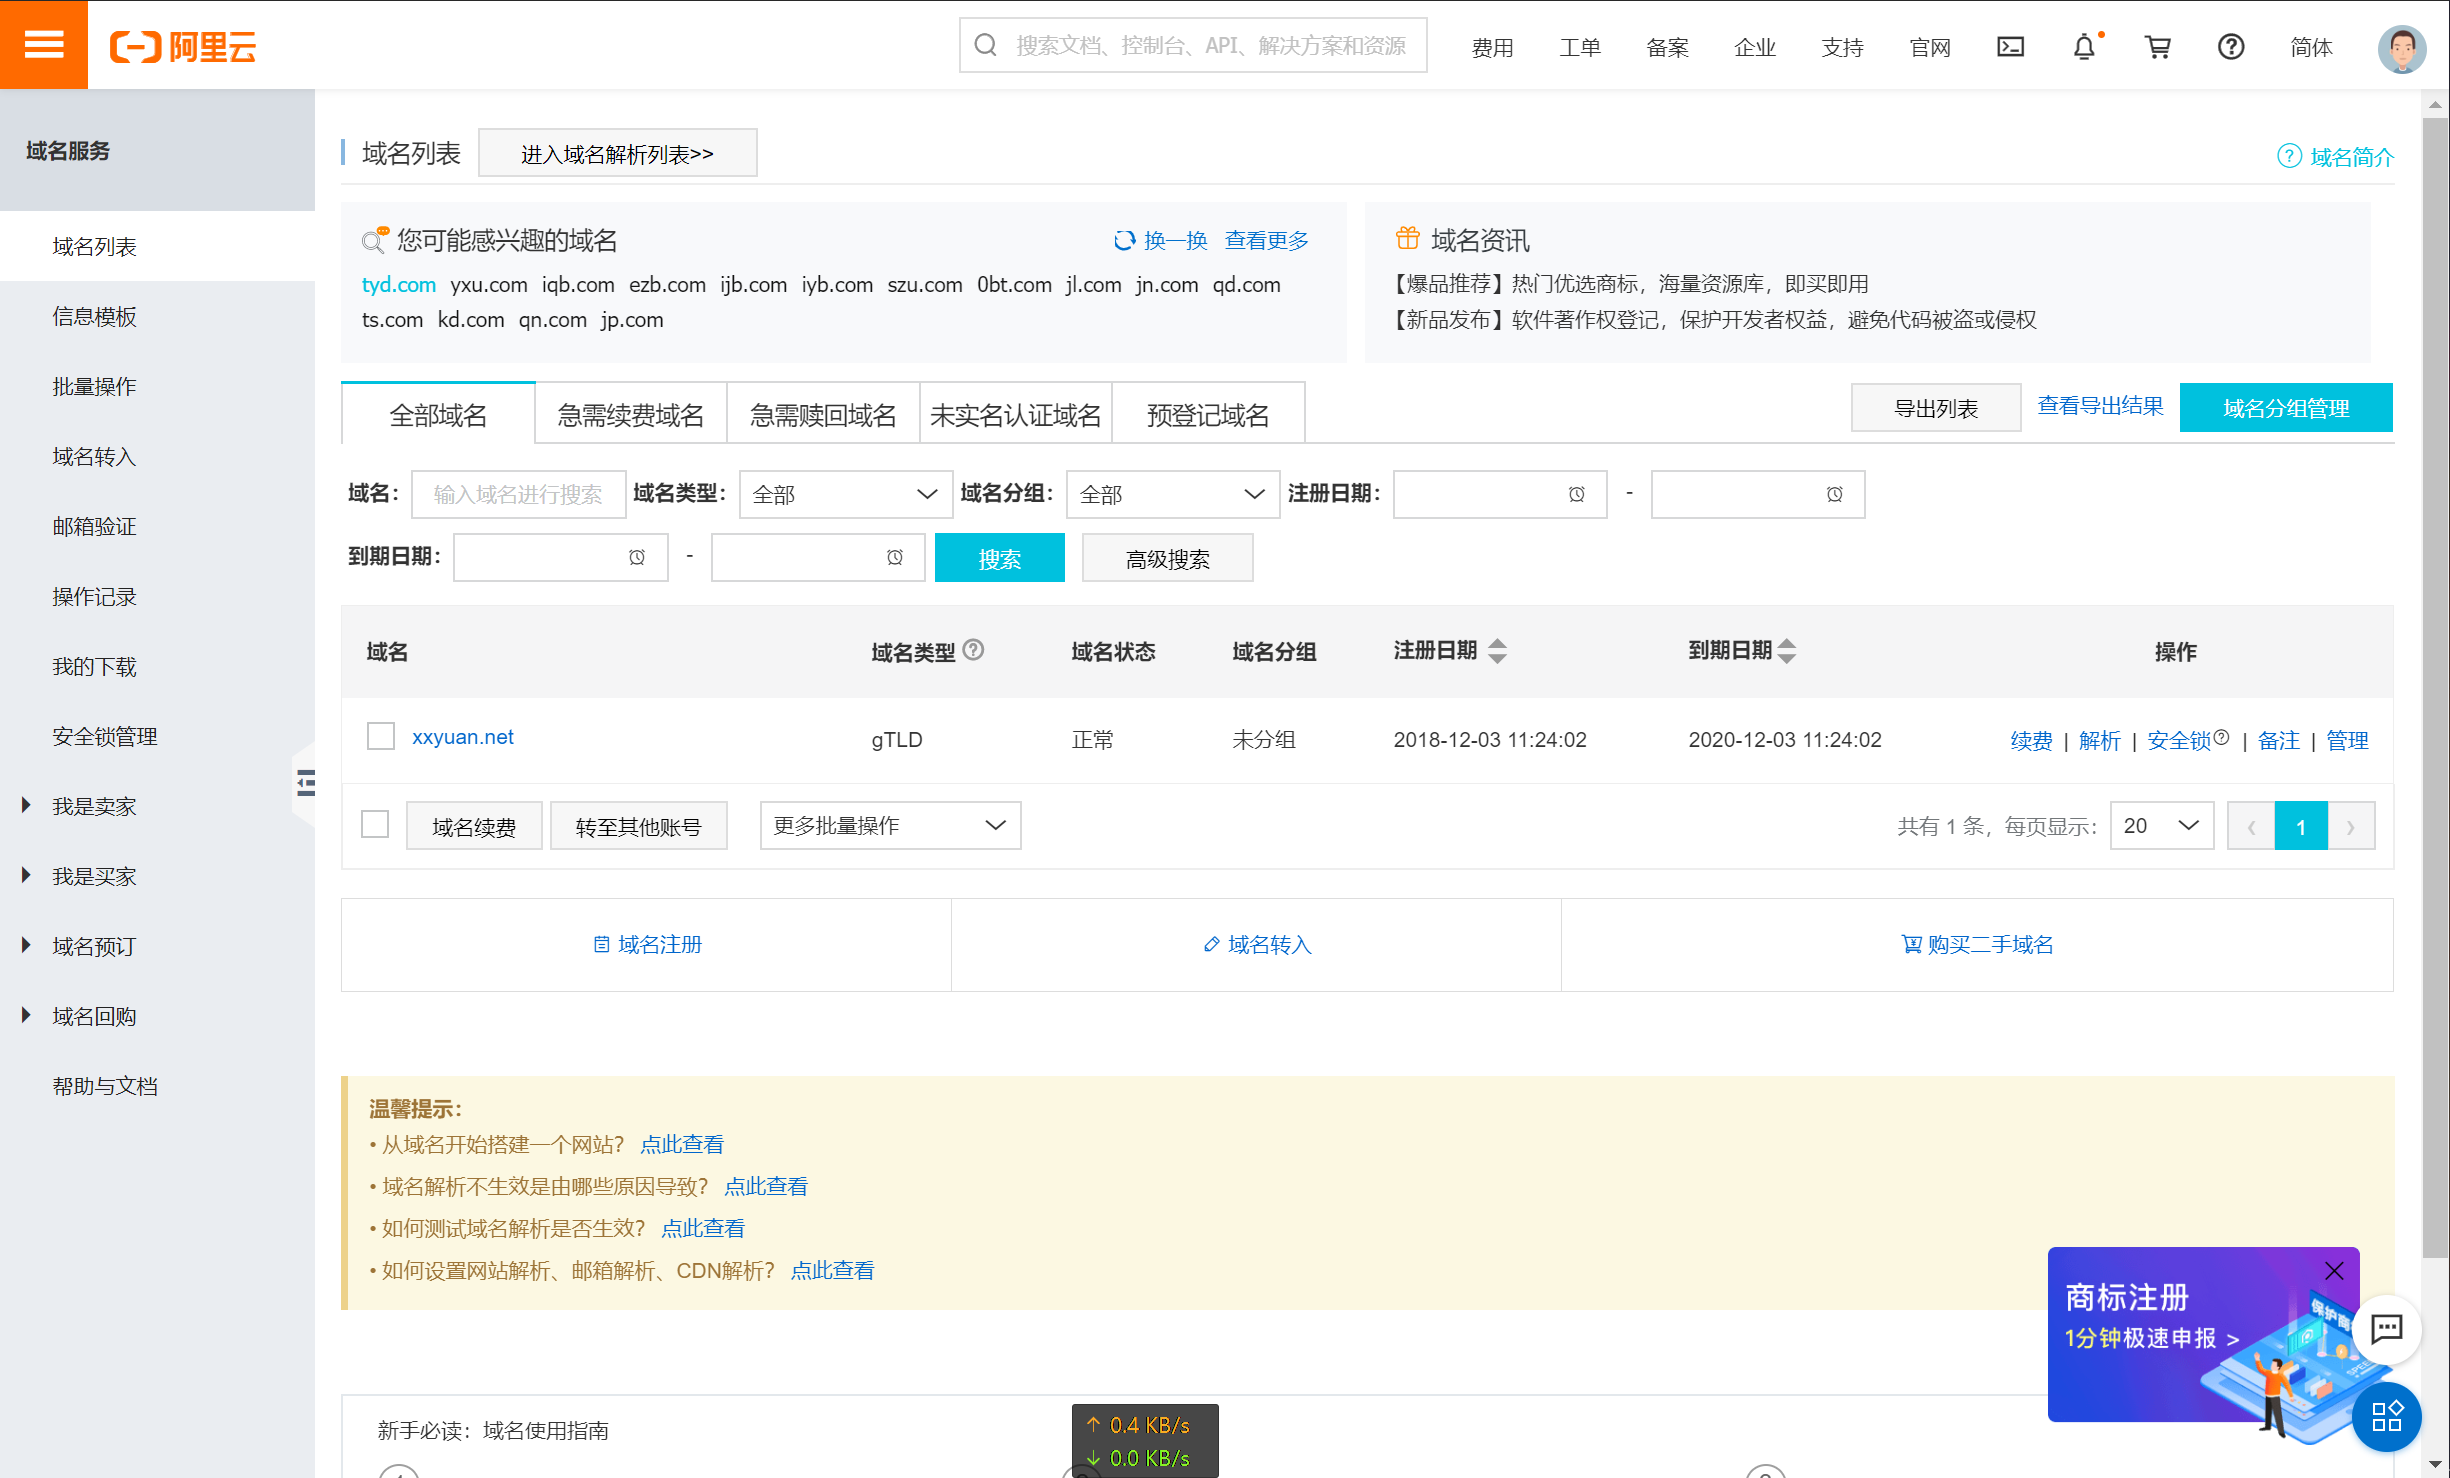 阿里云
搜索文档、控制台、API、解决方案和资源
费用 工单 备案 企业 支持 官网 简体
域名服务
域名列表
信息模板
批量操作
域名转入
邮箱验证
操作记录
我的下载
安全锁管理
我是卖家
我是买家
域名预订
域名回购
帮助与文档
域名列表 进入域名解析列表>>
域名简介
您可能感兴趣的域名 换一换 查看更多
tyd.com yxu.com iqb.com ezb.com ijb.com iyb.com szu.com 0bt.com jl.com jn.com qd.com
ts.com kd.com qn.com jp.com
域名资讯
【爆品推荐】热门优选商标，海量资源库，即买即用
【新品发布】软件著作权登记，保护开发者权益，避免代码被盗或侵权
全部域名 急需续费域名 急需赎回域名 未实名认证域名 预登记域名
导出列表 查看导出结果 域名分组管理
域名： 输入域名进行搜索 域名类型： 全部 域名分组： 全部 注册日期： -
到期日期： - 搜索 高级搜索
域名 域名类型 域名状态 域名分组 注册日期 到期日期 操作
xxyuan.net gTLD 正常 未分组 2018-12-03 11:24:02 2020-12-03 11:24:02 续费 | 解析 | 安全锁 | 备注 | 管理
域名续费 转至其他账号 更多批量操作 共有 1 条，每页显示： 20 ‹ 1 ›
域名注册 域名转入 购买二手域名
温馨提示：
• 从域名开始搭建一个网站？ 点此查看
• 域名解析不生效是由哪些原因导致？ 点此查看
• 如何测试域名解析是否生效？ 点此查看
• 如何设置网站解析、邮箱解析、CDN解析？ 点此查看
商标注册
1分钟极速申报 >
保护商
新手必读：域名使用指南
↑ 0.4 KB/s
↓ 0.0 KB/s